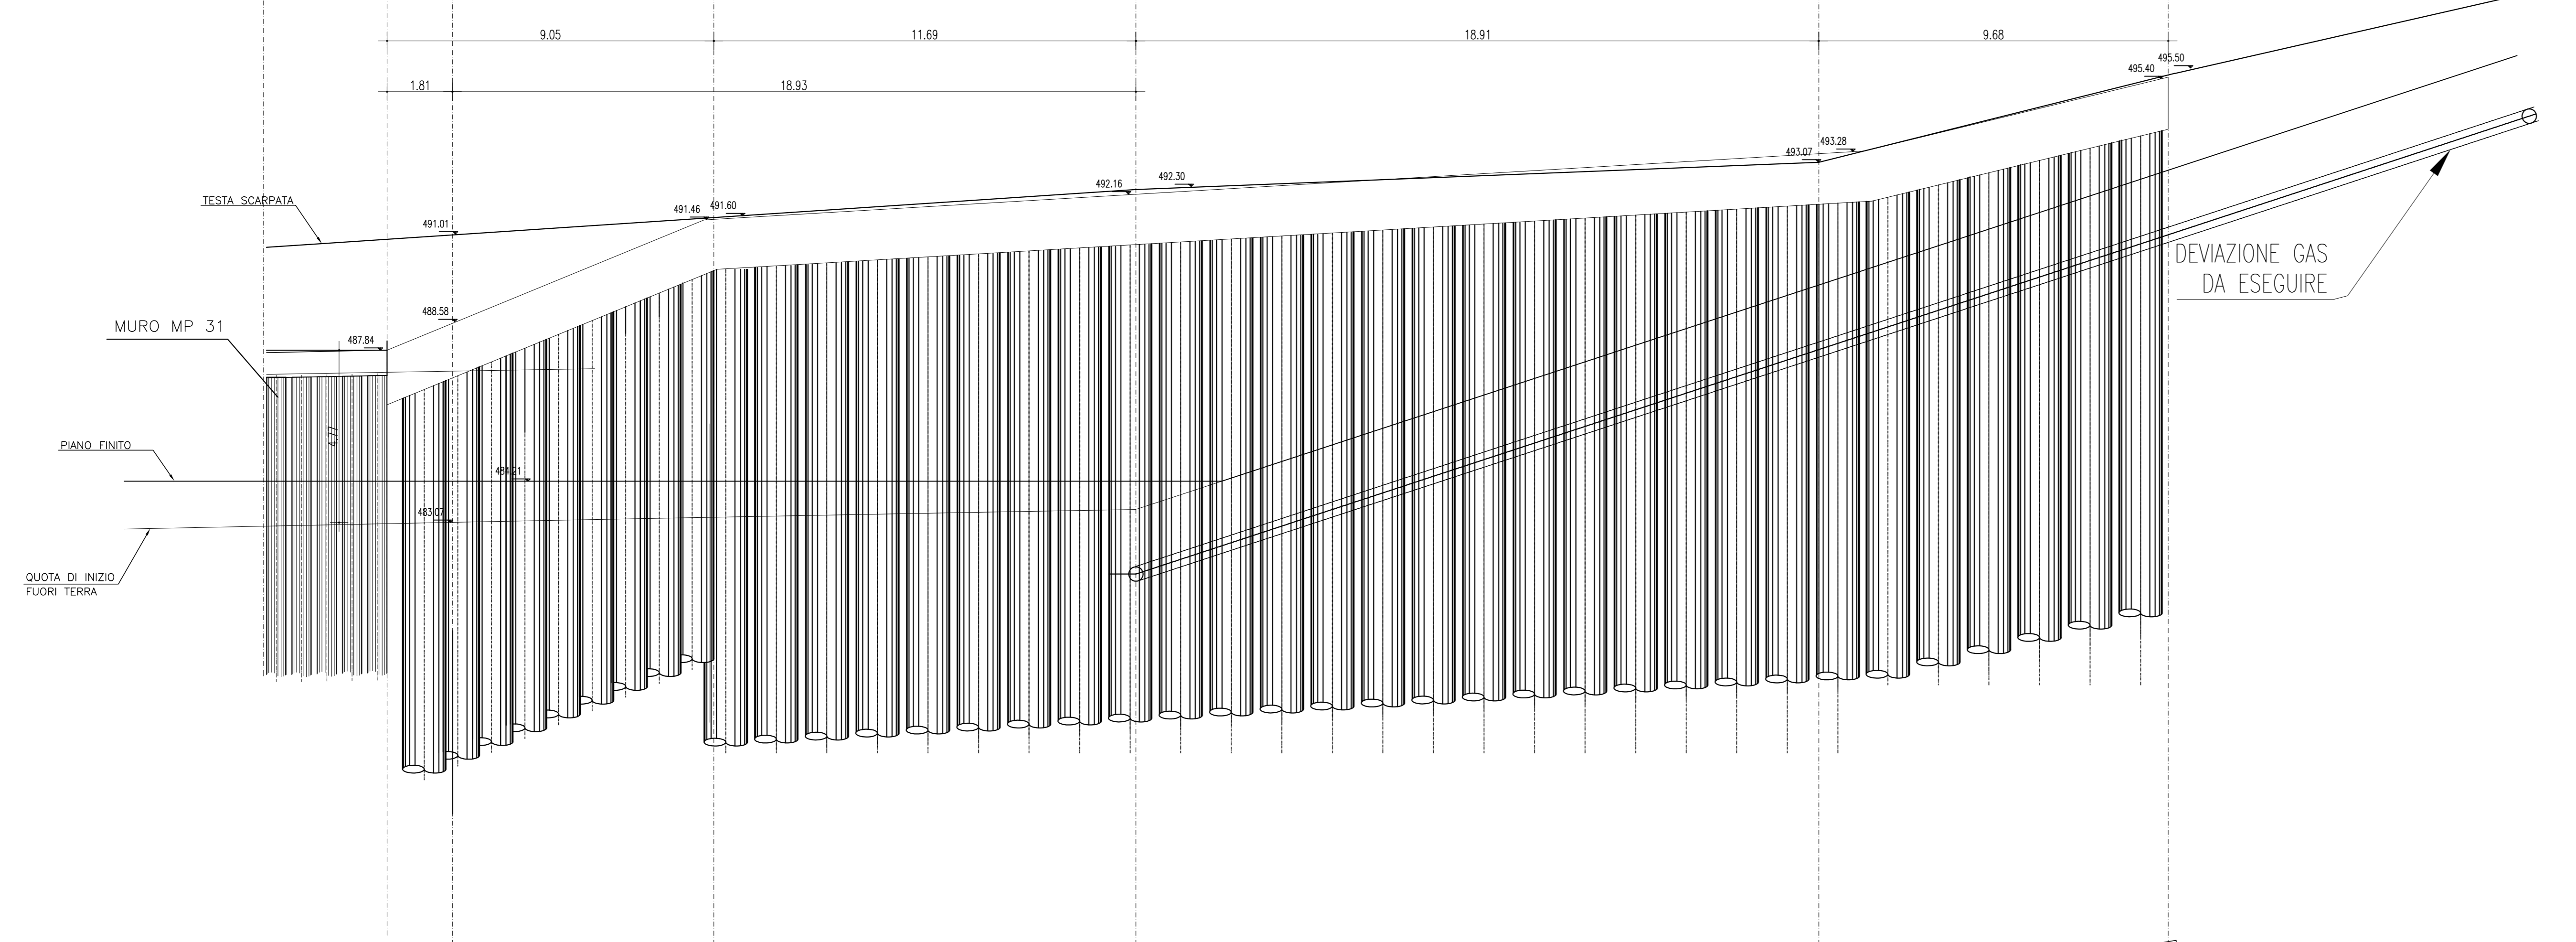 9.05
11.69
18.91
9.68
1.81
18.93
495.50
495.40
493.28
493.07
492.30
492.16
491.60
491.46
TESTA SCARPATA
491.01
DEVIAZIONE GAS
DA ESEGUIRE
488.58
MURO MP 31
487.84
4.77
PIANO FINITO
484.21
483.07
QUOTA DI INIZIO
FUORI TERRA